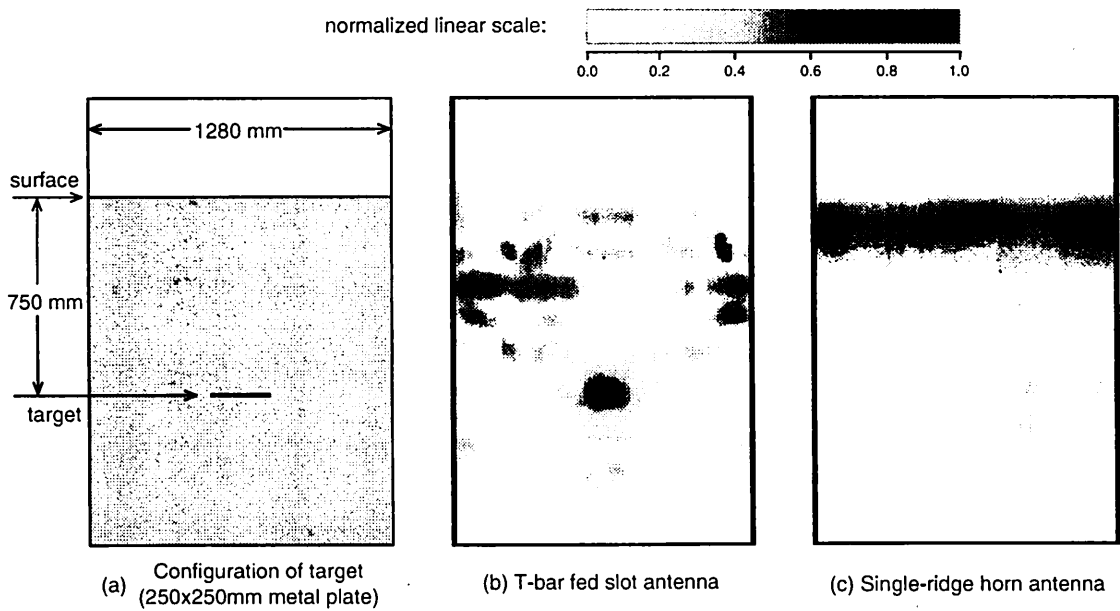 normalized linear scale:
0.0 0.2 0.4 0.6 0.8 1.0
1280 mm
surface
750 mm
target
(a) Configuration of target
(250x250mm metal plate)
(b) T-bar fed slot antenna
(c) Single-ridge horn antenna